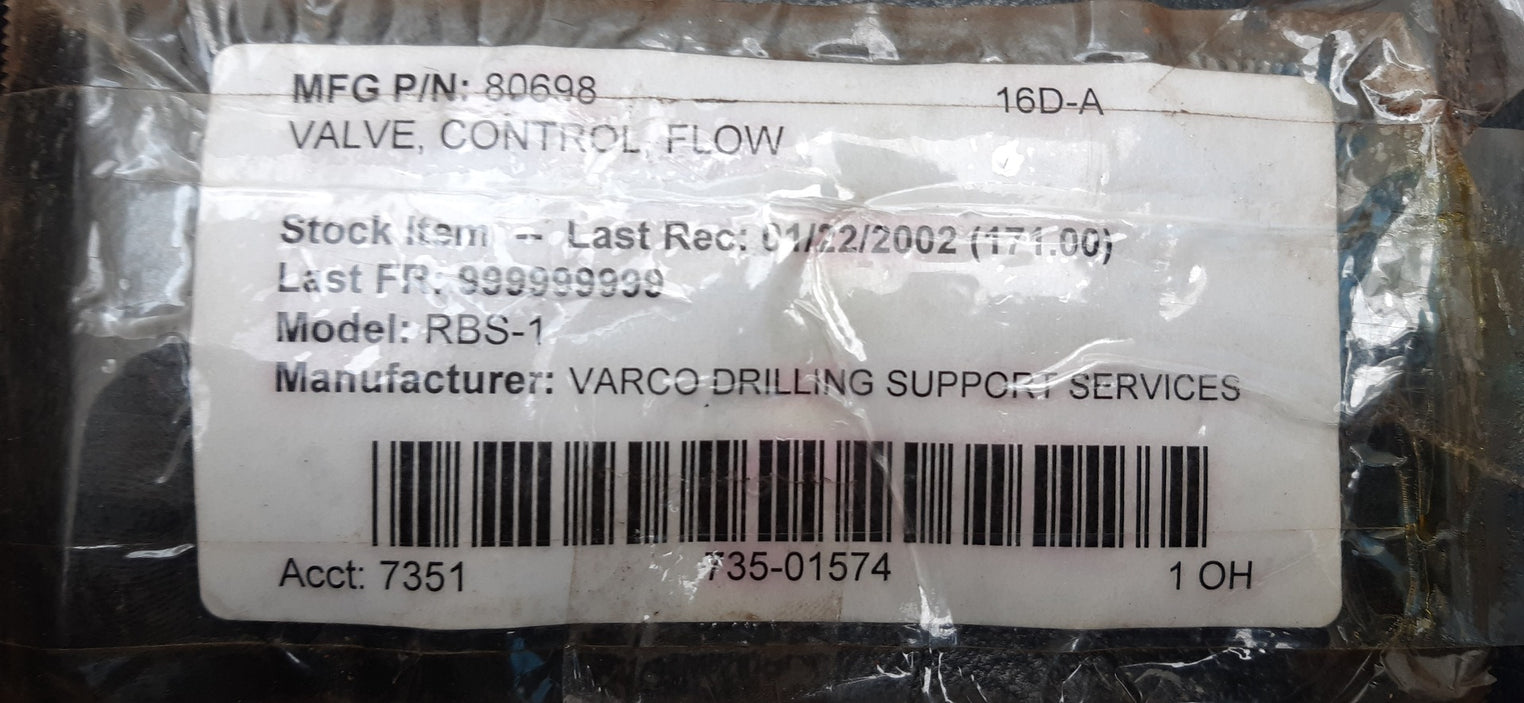 MFG P/N: 80698 16D-A
VALVE, CONTROL, FLOW
Stock Item -- Last Rec: 01/22/2002 (171.00)
Last FR: 999999999
Model: RBS-1
Manufacturer: VARCO DRILLING SUPPORT SERVICES
Acct: 7351 735-01574 1 OH